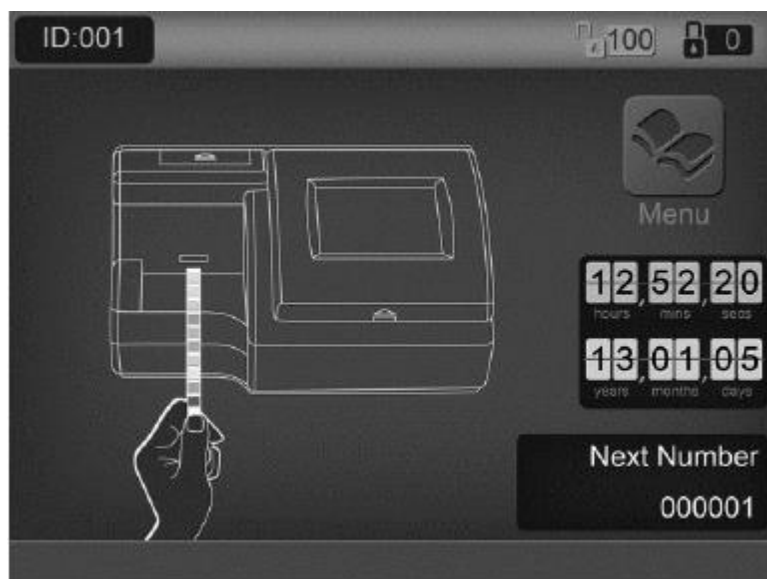 ID:001
100
0
Menu
12,52,20
hours mins secs
13,01,05
years months days
Next Number
000001